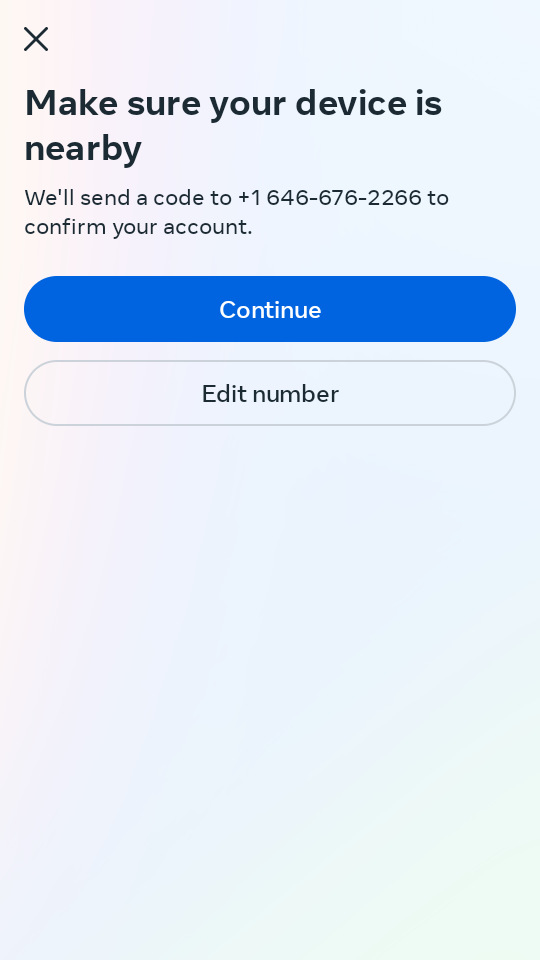 Make sure your device is
nearby
We'll send a code to +1 646-676-2266 to
confirm your account.
Continue
Edit number